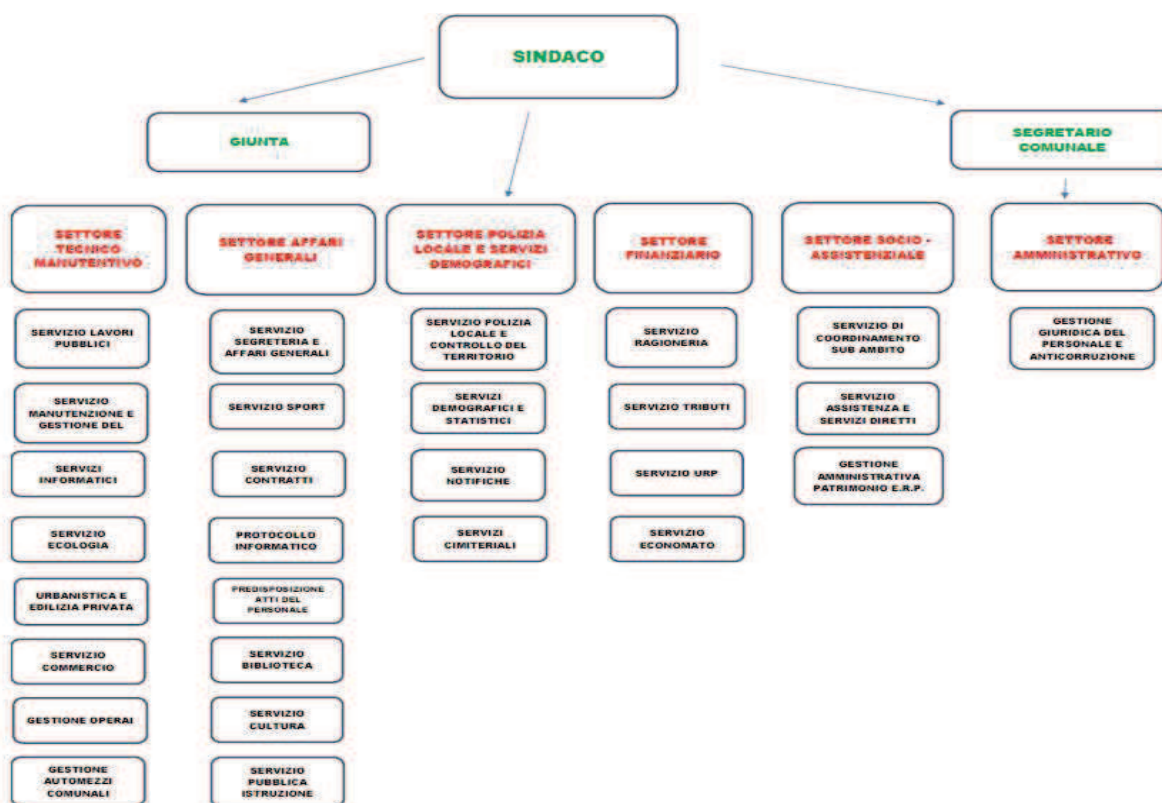 SINDACO
GIUNTA
SEGRETARIO
COMUNALE
SETTORE
TECNICO
MANUTENTIVO
SETTORE AFFARI
GENERALI
SETTORE POLIZIA
LOCALE E SERVIZI
DEMOGRAFICI
SETTORE
FINANZIARIO
SETTORE SOCIO -
ASSISTENZIALE
SETTORE
AMMINISTRATIVO
SERVIZIO LAVORI
PUBBLICI
SERVIZIO
MANUTENZIONE E
GESTIONE DEL
SERVIZI
INFORMATICI
SERVIZIO
ECOLOGIA
URBANISTICA E
EDILIZIA PRIVATA
SERVIZIO
COMMERCIO
GESTIONE OPERAI
GESTIONE
AUTOMEZZI
COMUNALI
SERVIZIO
SEGRETERIA E
AFFARI GENERALI
SERVIZIO SPORT
SERVIZIO
CONTRATTI
PROTOCOLLO
INFORMATICO
PREDISPOSIZIONE
ATTI DEL
PERSONALE
SERVIZIO
BIBLIOTECA
SERVIZIO
CULTURA
SERVIZIO
PUBBLICA
ISTRUZIONE
SERVIZIO POLIZIA
LOCALE E
CONTROLLO DEL
TERRITORIO
SERVIZI
DEMOGRAFICI E
STATISTICI
SERVIZIO
NOTIFICHE
SERVIZI
CIMITERIALI
SERVIZIO
RAGIONERIA
SERVIZIO TRIBUTI
SERVIZIO URP
SERVIZIO
ECONOMATO
SERVIZIO DI
COORDINAMENTO
SUB AMBITO
SERVIZIO
ASSISTENZA E
SERVIZI DIRETTI
GESTIONE
AMMINISTRATIVA
PATRIMONIO E.R.P.
GESTIONE
GIURIDICA DEL
PERSONALE E
ANTICORRUZIONE